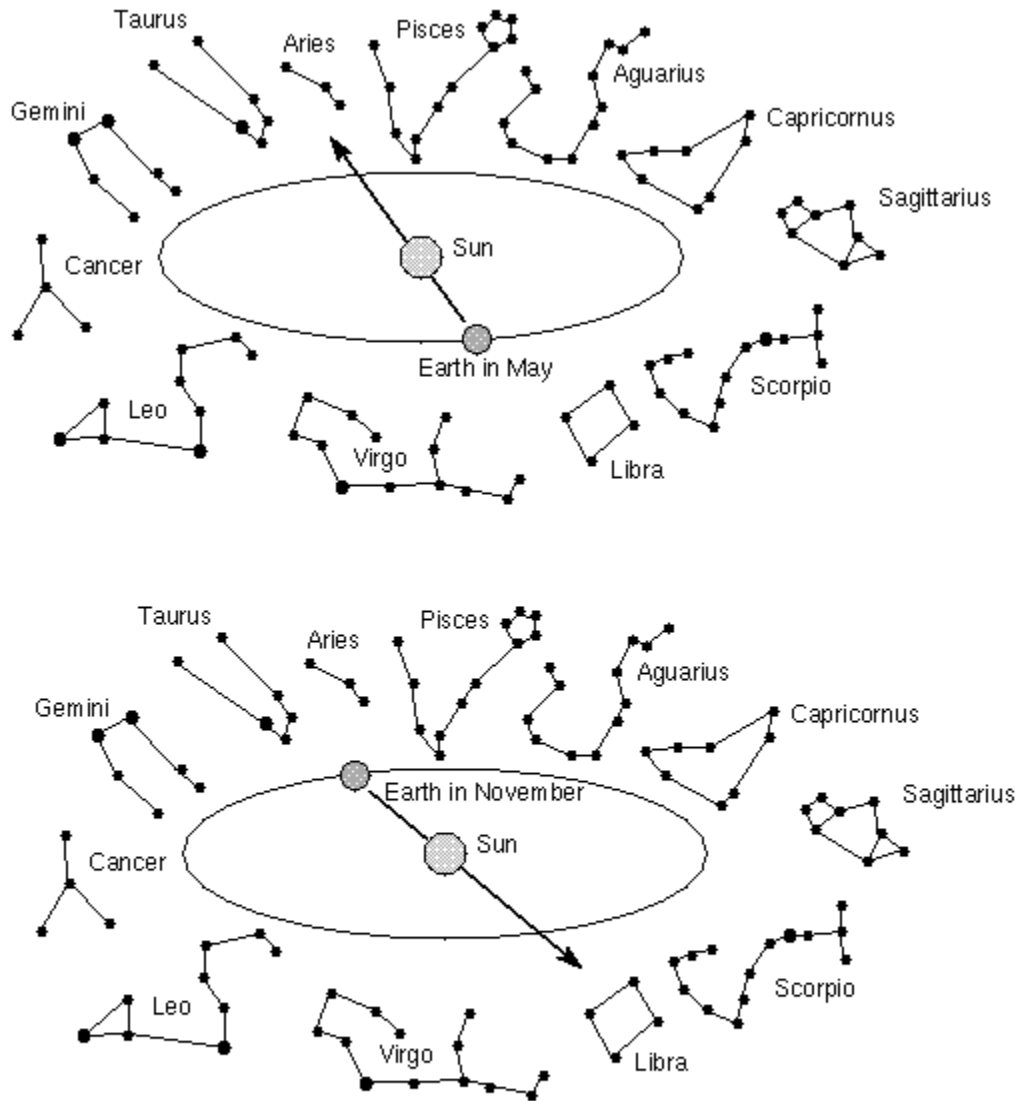 Taurus
Aries
Pisces
Aguarius
Gemini
Capricornus
Sagittarius
Sun
Cancer
Earth in May
Scorpio
Leo
Virgo
Libra
Taurus
Aries
Pisces
Aguarius
Gemini
Capricornus
Earth in November
Sagittarius
Sun
Cancer
Scorpio
Leo
Virgo
Libra